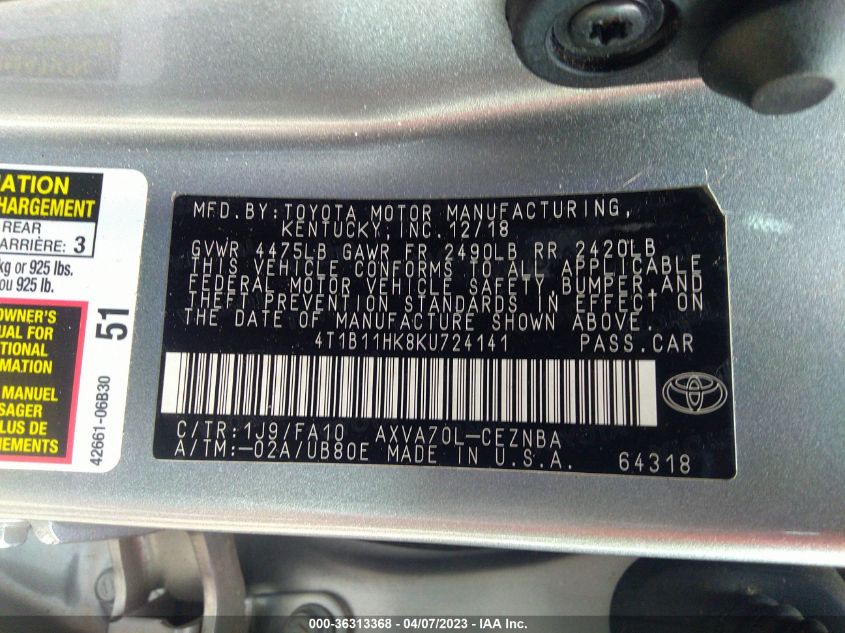 MATION
CHARGEMENT
REAR
ARRIÈRE: 3
kg or 925 lbs.
ou 925 lb.
OWNER'S
UAL FOR
TIONAL
RMATION
MANUEL
SAGER
LUS DE
51
42661-06B30
MFD.BY:TOYOTA MOTOR MANUFACTURING,
KENTUCKY, INC.12/18
GVWR 4475LB GAWR FR 2490LB RR 2420LB
THIS VEHICLE CONFORMS TO ALL APPLICABLE
FEDERAL MOTOR VEHICLE SAFETY, BUMPER, AND
THEFT PREVENTION STANDARDS IN EFFECT ON
THE DATE OF MANUFACTURE SHOWN ABOVE.
4T1B11HK8KU724141 PASS.CAR
C/TR:1J9/FA10 AXVA70L-CEZNBA
A/TM:-02A/UB80E MADE IN U.S.A. 64318
000-36313368 - 04/07/2023 - IAA Inc.